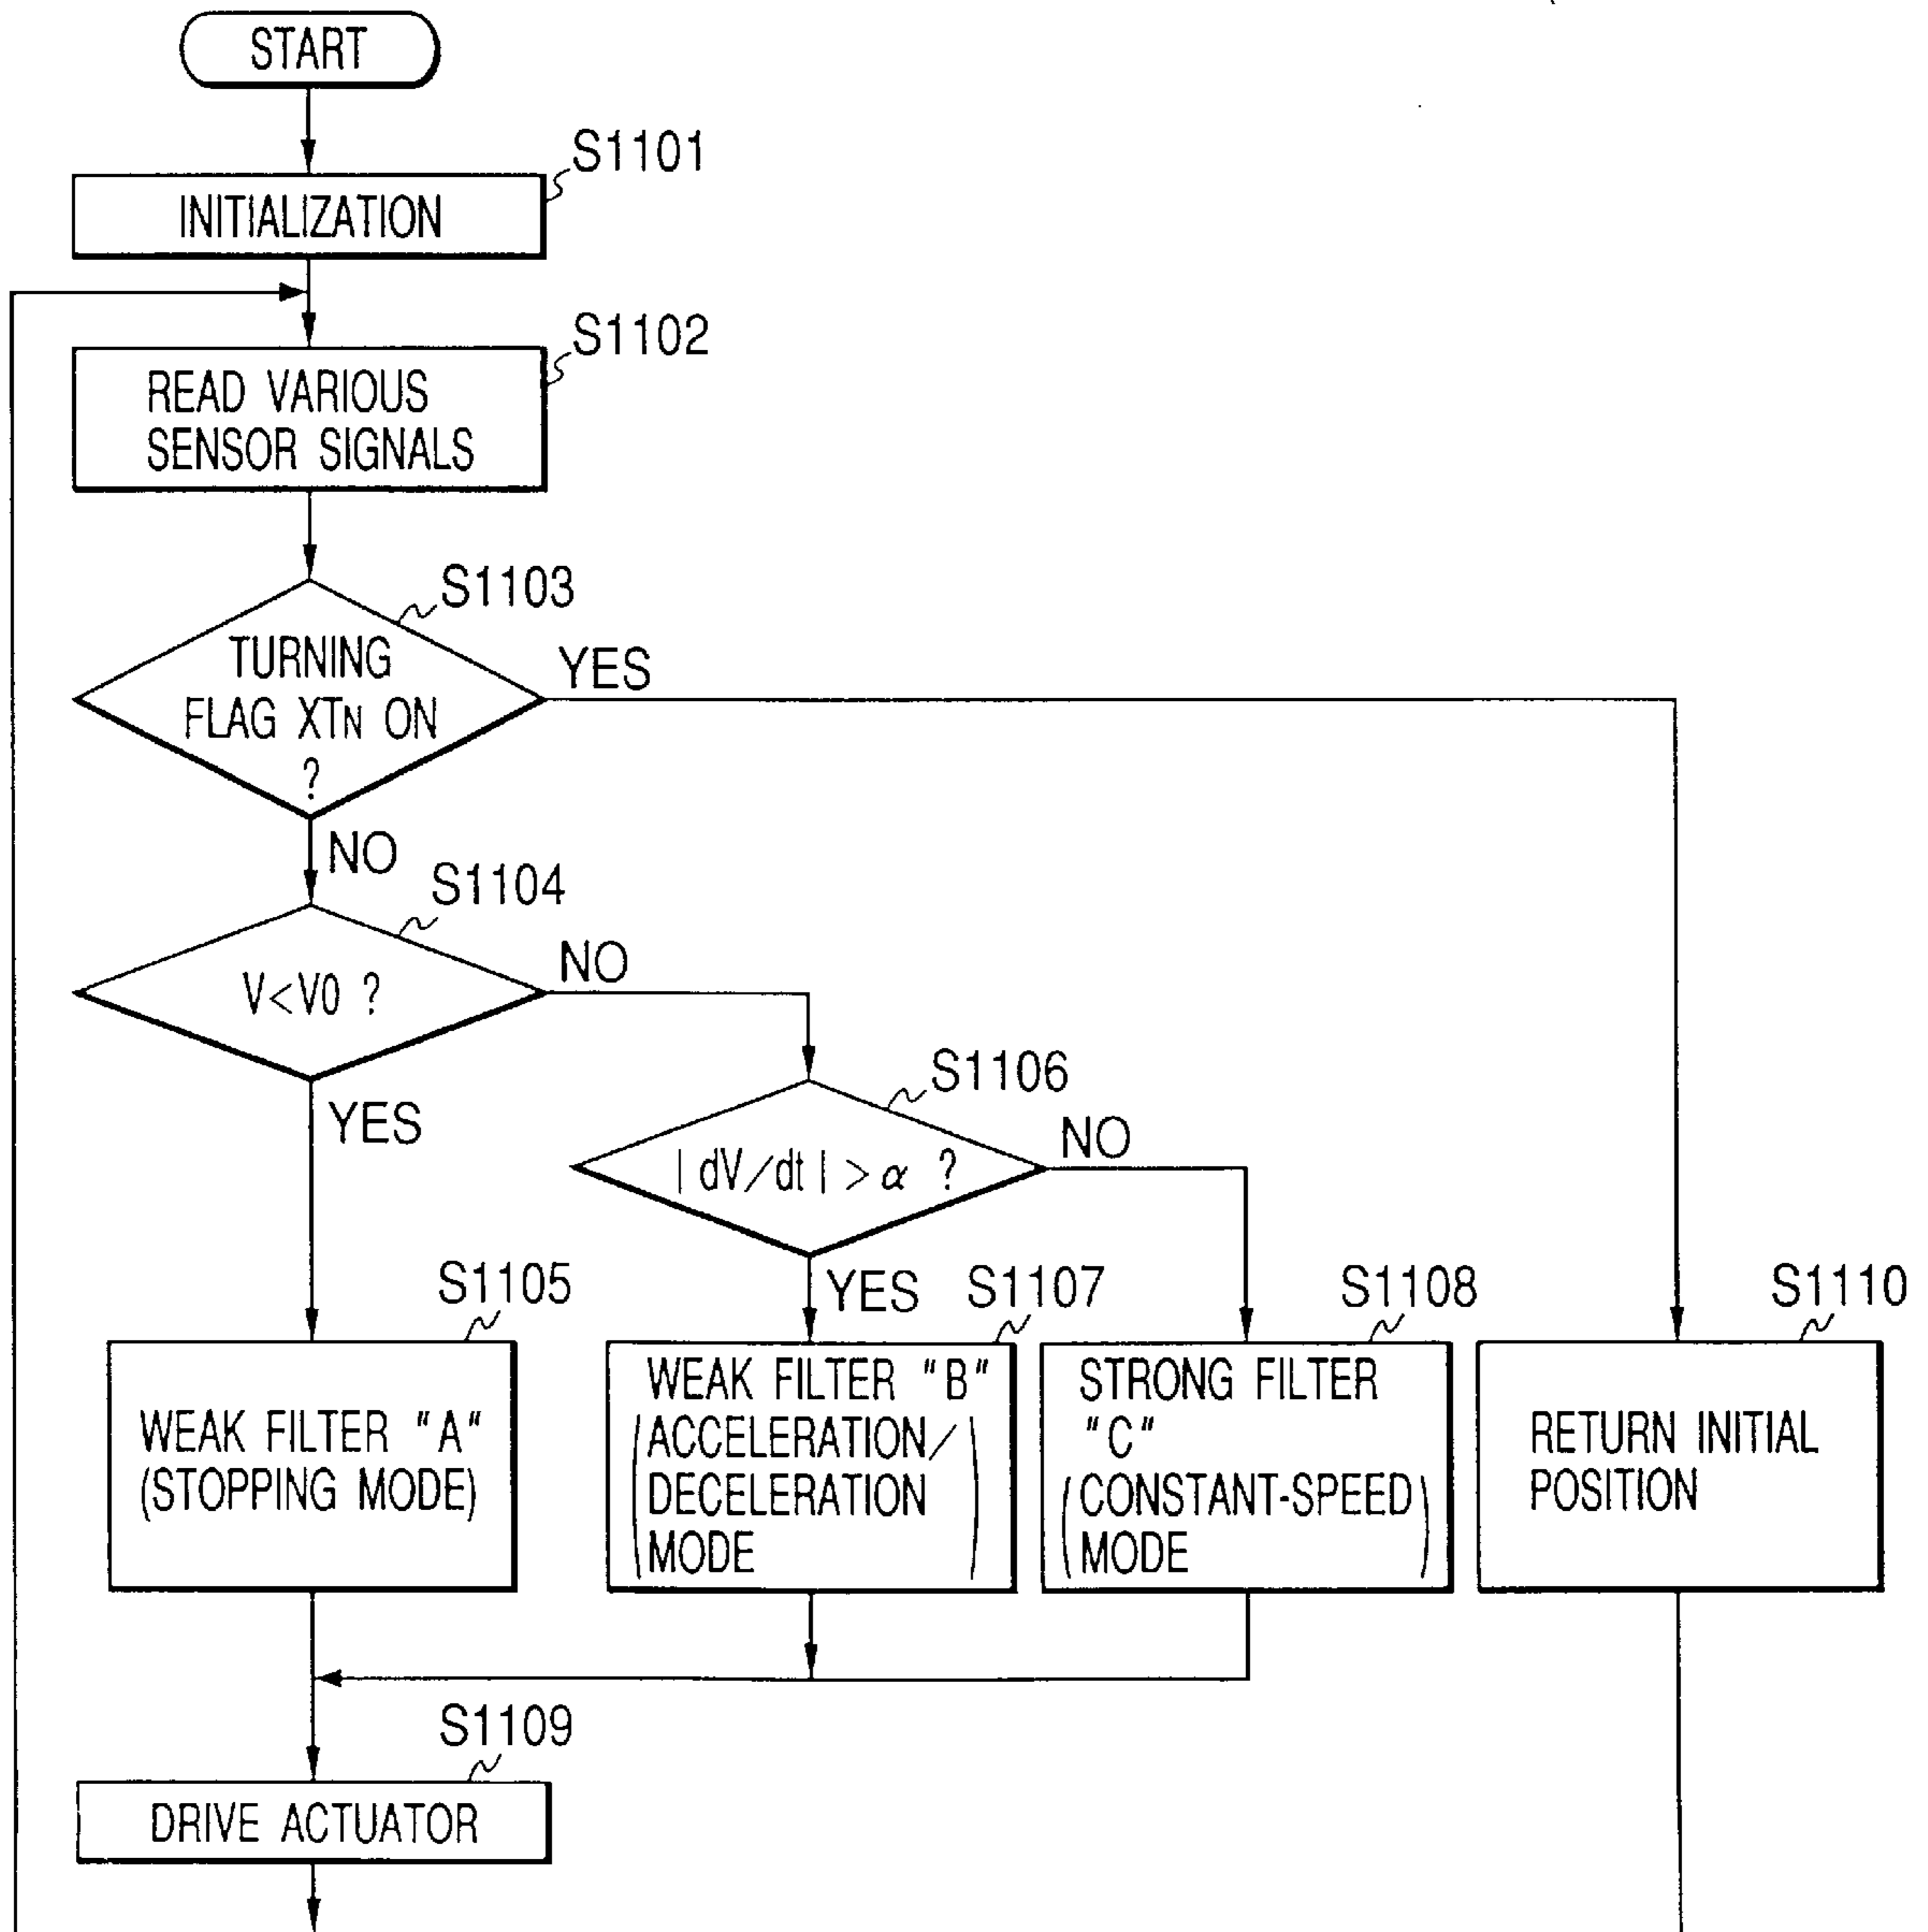 START
S1101
INITIALIZATION
S1102
READ VARIOUS
SENSOR SIGNALS
S1103
TURNING
FLAG XTN ON
?
YES
NO
S1104
V<V0 ?
NO
YES
S1106
| dV/dt | > α ?
NO
YES
S1105
WEAK FILTER "A"
(STOPPING MODE)
S1107
WEAK FILTER "B"
(ACCELERATION/
DECELERATION
MODE)
S1108
STRONG FILTER
"C"
(CONSTANT-SPEED
MODE)
S1110
RETURN INITIAL
POSITION
S1109
DRIVE ACTUATOR